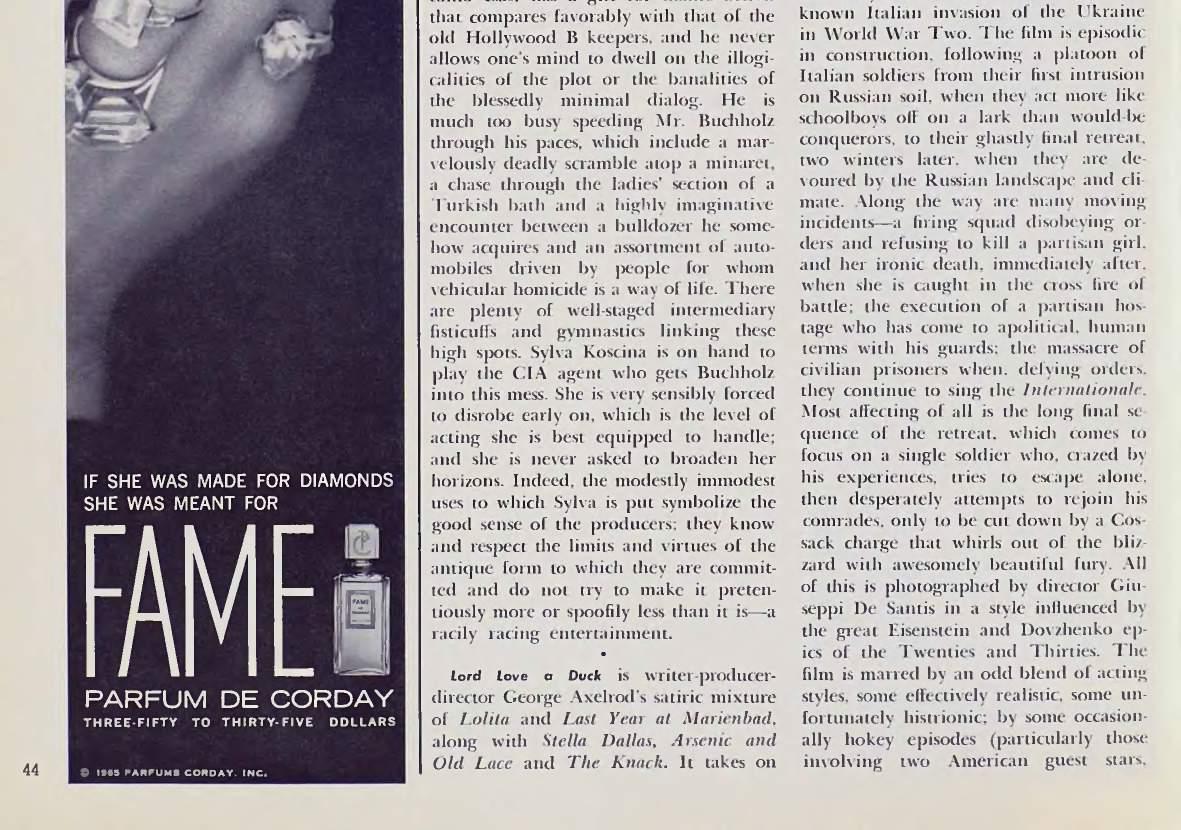 IF SHE WAS MADE FOR DIAMONDS
SHE WAS MEANT FOR
FAME
FAME
PARFUM DE CORDAY
THREE-FIFTY TO THIRTY-FIVE DOLLARS
© 1965 PARFUMS CORDAY, INC.
44
that compares favorably with that of the
old Hollywood B keepers, and he never
allows one's mind to dwell on the illogi-
calities of the plot or the banalities of
the blessedly minimal dialog. He is
much too busy speeding Mr. Buchholz
through his paces, which include a mar-
velously deadly scramble atop a minaret,
a chase through the ladies' section of a
Turkish bath and a highly imaginative
encounter between a bulldozer he some-
how acquires and an assortment of auto-
mobiles driven by people for whom
vehicular homicide is a way of life. There
are plenty of well-staged intermediary
fisticuffs and gymnastics linking these
high spots. Sylva Koscina is on hand to
play the CIA agent who gets Buchholz
into this mess. She is very sensibly forced
to disrobe early on, which is the level of
acting she is best equipped to handle;
and she is never asked to broaden her
horizons. Indeed, the modestly immodest
uses to which Sylva is put symbolize the
good sense of the producers; they know
and respect the limits and virtues of the
antique form to which they are commit-
ted and do not try to make it preten-
tiously more or spoofily less than it is—a
racily racing entertainment.
•
Lord Love a Duck is writer-producer-
director George Axelrod's satiric mixture
of Lolita and Last Year at Marienbad,
along with Stella Dallas, Arsenic and
Old Lace and The Knack. It takes on
known Italian invasion of the Ukraine
in World War Two. The film is episodic
in construction, following a platoon of
Italian soldiers from their first intrusion
on Russian soil, when they act more like
schoolboys off on a lark than would-be
conquerors, to their ghastly final retreat,
two winters later, when they are de-
voured by the Russian landscape and cli-
mate. Along the way are many moving
incidents—a firing squad disobeying or-
ders and refusing to kill a partisan girl,
and her ironic death, immediately after,
when she is caught in the cross fire of
battle; the execution of a partisan hos-
tage who has come to apolitical, human
terms with his guards; the massacre of
civilian prisoners when, defying orders,
they continue to sing the Internationale.
Most affecting of all is the long final se-
quence of the retreat, which comes to
focus on a single soldier who, crazed by
his experiences, tries to escape alone,
then desperately attempts to rejoin his
comrades, only to be cut down by a Cos-
sack charge that whirls out of the bliz-
zard with awesomely beautiful fury. All
of this is photographed by director Giu-
seppi De Santis in a style influenced by
the great Eisenstein and Dovzhenko ep-
ics of the Twenties and Thirties. The
film is marred by an odd blend of acting
styles, some effectively realistic, some un-
fortunately histrionic; by some occasion-
ally hokey episodes (particularly those
involving two American guest stars,